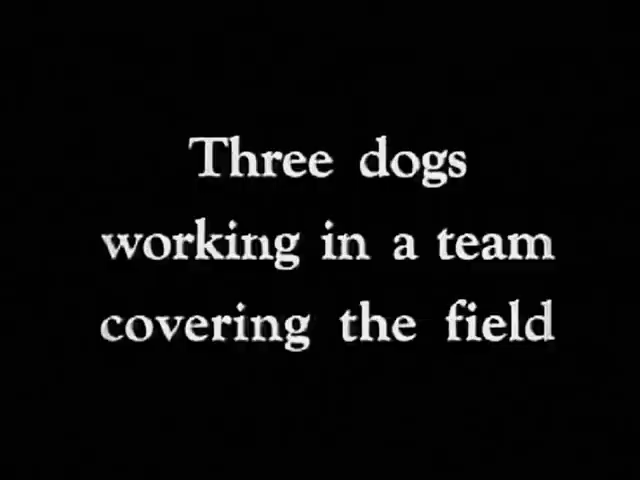 Three dogs
working in a team
covering the field